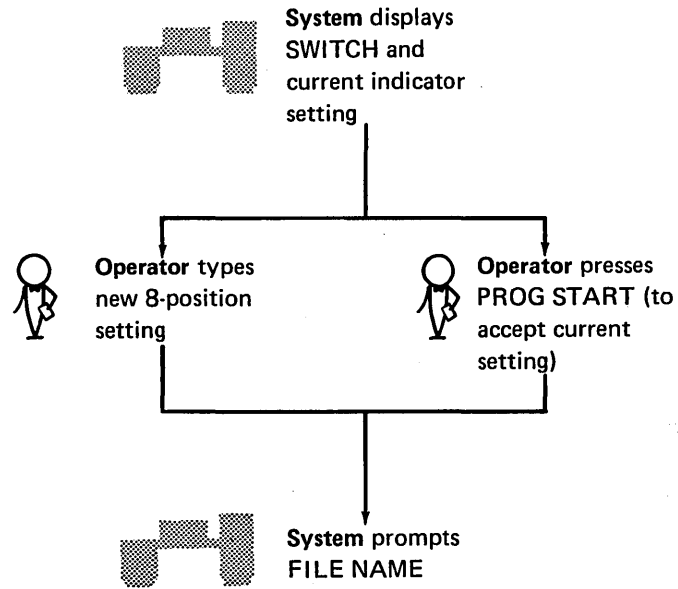 System displays
SWITCH and
current indicator
setting
Operator types
new 8-position
setting
Operator presses
PROG START (to
accept current
setting)
System prompts
FILE NAME